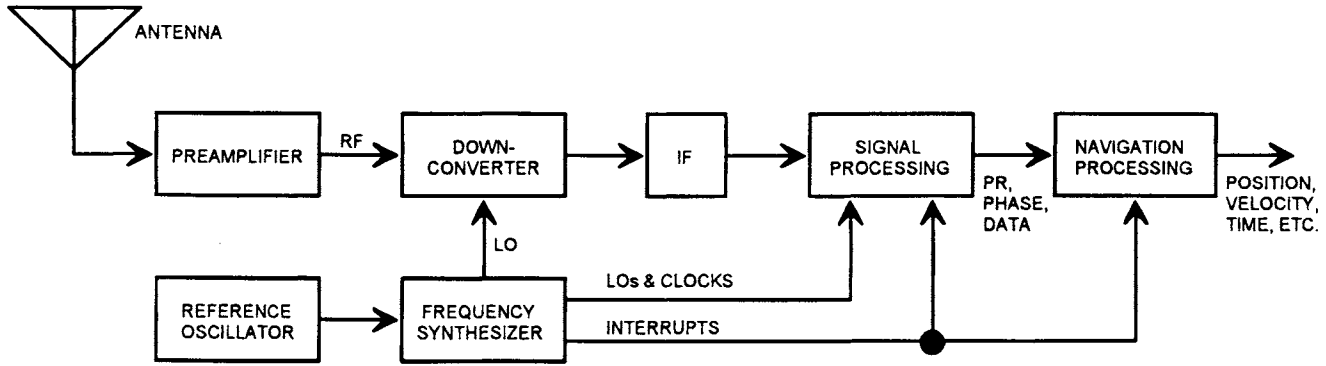 ANTENNA
PREAMPLIFIER
RF
DOWN-
CONVERTER
IF
SIGNAL
PROCESSING
PR,
PHASE,
DATA
NAVIGATION
PROCESSING
POSITION,
VELOCITY,
TIME, ETC.
LO
REFERENCE
OSCILLATOR
FREQUENCY
SYNTHESIZER
LOs & CLOCKS
INTERRUPTS